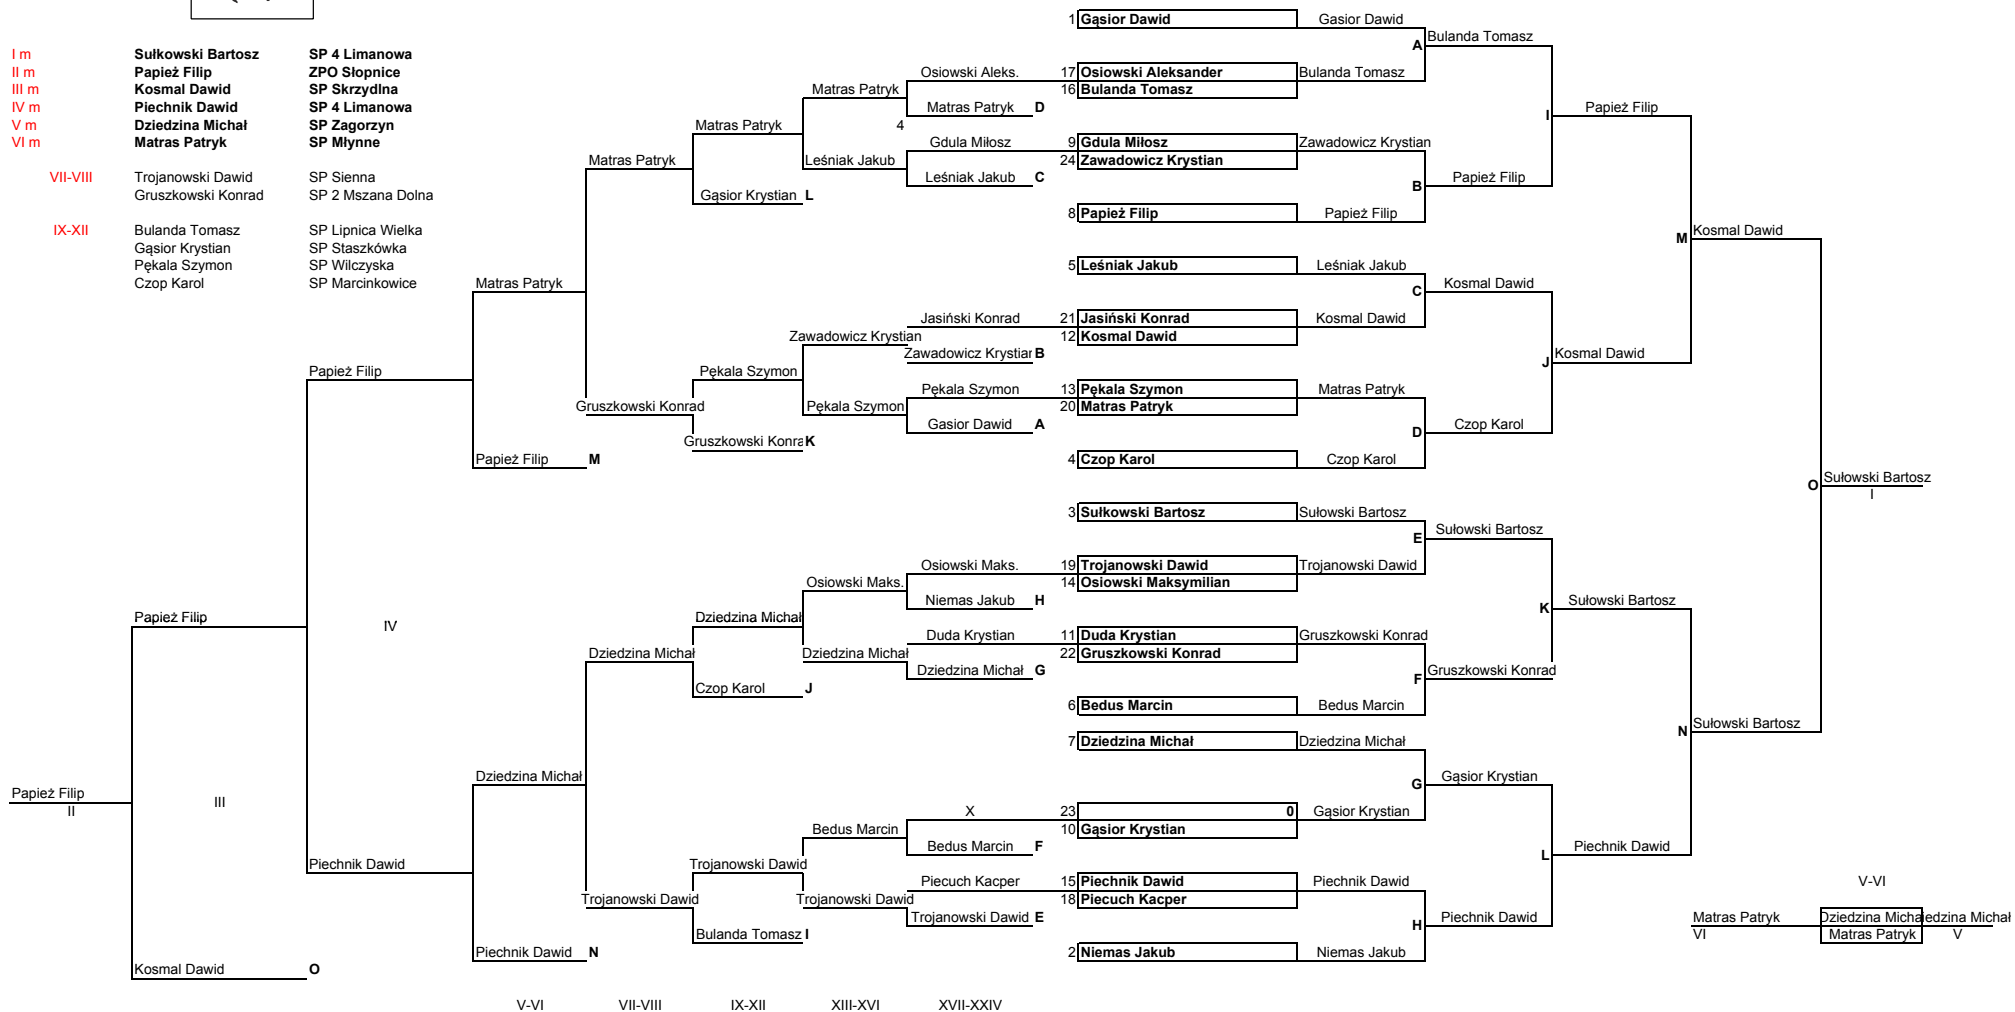 I m Sułkowski Bartosz SP 4 Limanowa
II m Papież Filip ZPO Słopnice
III m Kosmal Dawid SP Skrzydlna
IV m Piechnik Dawid SP 4 Limanowa
V m Dziedzina Michał SP Zagorzyn
VI m Matras Patryk SP Młynne
VII-VIII Trojanowski Dawid SP Sienna
Gruszkowski Konrad SP 2 Mszana Dolna
IX-XII Bulanda Tomasz SP Lipnica Wielka
Gąsior Krystian SP Staszkówka
Pękala Szymon SP Wilczyska
Czop Karol SP Marcinkowice
1 Gąsior Dawid Gasior Dawid
A Bulanda Tomasz
Osiowski Aleks. 17 Osiowski Aleksander Bulanda Tomasz
Matras Patryk 16 Bulanda Tomasz
Matras Patryk D I Papież Filip
Matras Patryk 4
Gdula Miłosz 9 Gdula Miłosz Zawadowicz Krystian
Matras Patryk Leśniak Jakub 24 Zawadowicz Krystian
Leśniak Jakub C B Papież Filip
Gąsior Krystian L
8 Papież Filip Papież Filip
M Kosmal Dawid
5 Leśniak Jakub Leśniak Jakub
Matras Patryk C Kosmal Dawid
Jasiński Konrad 21 Jasiński Konrad Kosmal Dawid
Zawadowicz Krystian 12 Kosmal Dawid
Zawadowicz Krystian B J Kosmal Dawid
Papież Filip Pękala Szymon
Pękala Szymon 13 Pękala Szymon Matras Patryk
Gruszkowski Konrad Pękala Szymon 20 Matras Patryk
Gasior Dawid A D Czop Karol
Gruszkowski Konra K
Papież Filip M 4 Czop Karol Czop Karol
O Sułowski Bartosz
I
3 Sułkowski Bartosz Sułowski Bartosz
E Sułowski Bartosz
Osiowski Maks. 19 Trojanowski Dawid Trojanowski Dawid
Osiowski Maks. 14 Osiowski Maksymilian
Niemas Jakub H K Sułowski Bartosz
Papież Filip IV Dziedzina Michał
Duda Krystian 11 Duda Krystian Gruszkowski Konrad
Dziedzina Michał Dziedzina Michał 22 Gruszkowski Konrad
Dziedzina Michał G F Gruszkowski Konrad
Czop Karol J
6 Bedus Marcin Bedus Marcin
N Sułowski Bartosz
7 Dziedzina Michał Dziedzina Michał
Dziedzina Michał G Gąsior Krystian
Papież Filip III
II X 23 0 Gąsior Krystian
Bedus Marcin 10 Gąsior Krystian
Bedus Marcin F L Piechnik Dawid
Piechnik Dawid Trojanowski Dawid
Piecuch Kacper 15 Piechnik Dawid Piechnik Dawid V-VI
Trojanowski Dawid Trojanowski Dawid 18 Piecuch Kacper
Trojanowski Dawid E H Piechnik Dawid Matras Patryk Dziedzina Micha iedzina Michał
Bulanda Tomasz I VI Matras Patryk V
Piechnik Dawid N 2 Niemas Jakub Niemas Jakub
Kosmal Dawid O
V-VI VII-VIII IX-XII XIII-XVI XVII-XXIV